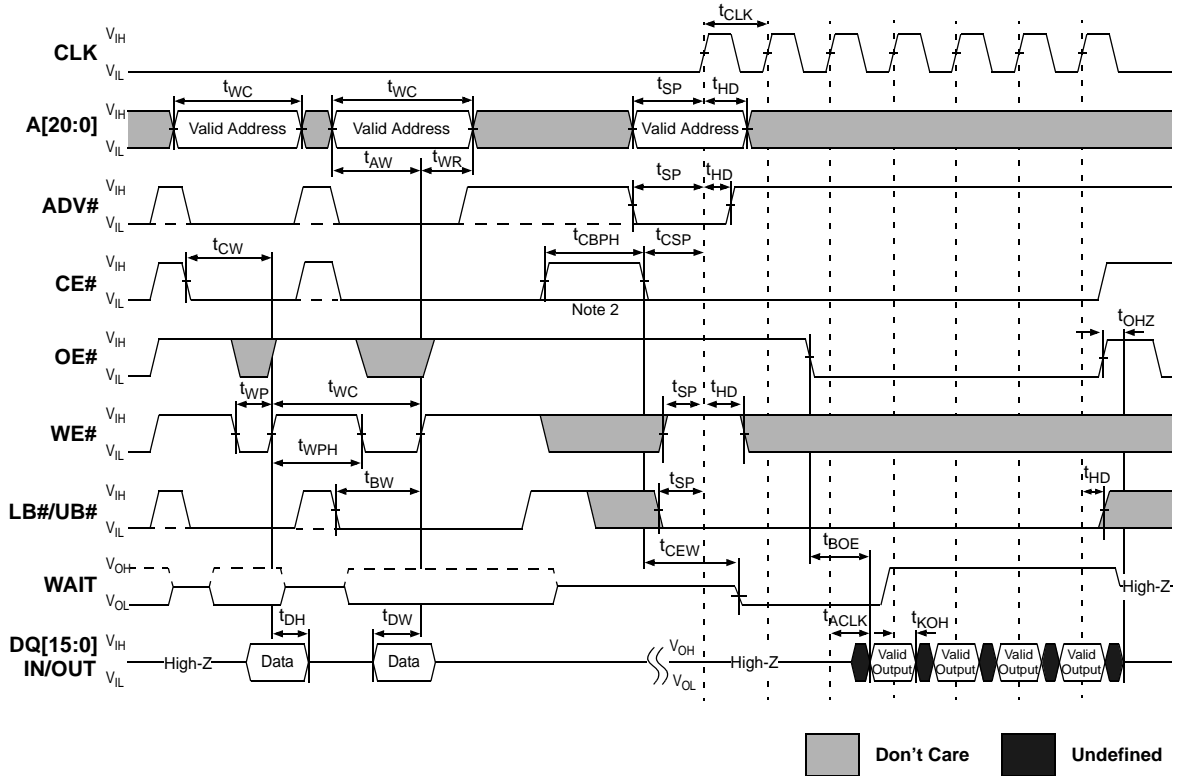 tCLK
CLK VIH
VIL
tWC tWC tSP tHD
A[20:0] VIH
Valid Address Valid Address Valid Address
VIL
tAW tWR
ADV# VIH
tSP tHD
VIL
tCW tCBPH tCSP
CE# VIH
VIL
Note 2
OE# VIH
tOHZ
VIL
tWP tWC tSP tHD
WE# VIH
VIL
tWPH
tBW tSP tHD
LB#/UB# VIH
VIL
tCEW tBOE
WAIT VOH
High-Z
VOL
tDH tDW tACLK tKOH
DQ[15:0] IN/OUT VIH
VOH
High-Z Data Data High-Z Valid Output Valid Output Valid Output Valid Output
VIL
VOL
Don't Care Undefined